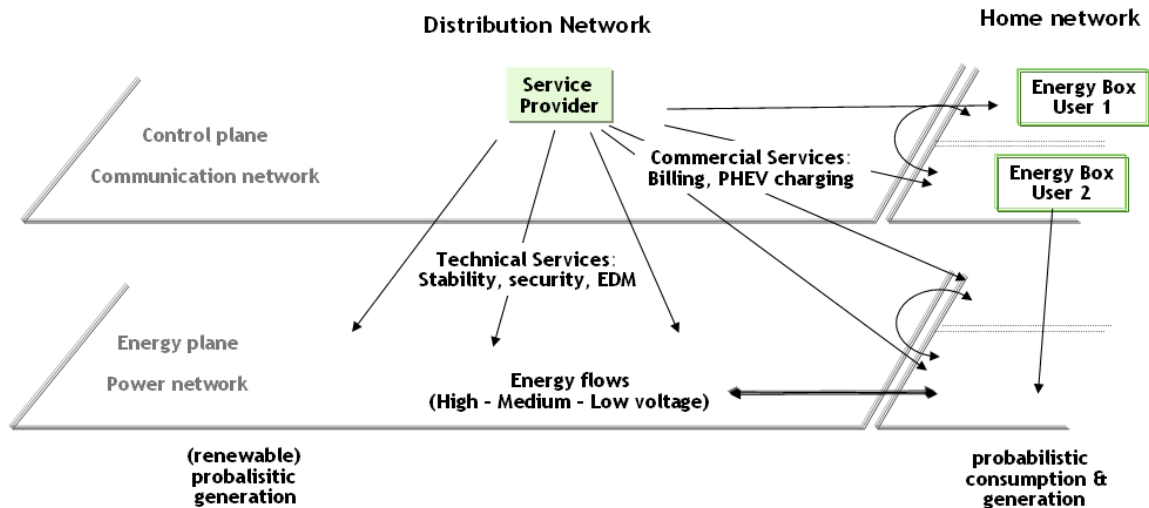 Distribution Network
Home network
Service
Provider
Energy Box
User 1
Control plane
Communication network
Commercial Services:
Billing, PHEV charging
Energy Box
User 2
Technical Services:
Stability, security, EDM
Energy plane
Power network
Energy flows
(High - Medium - Low voltage)
(renewable)
probalisitic
generation
probabilistic
consumption &
generation